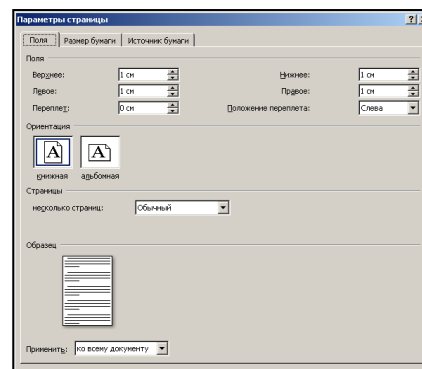 Параметры страницы
Поля Размер бумаги Источник бумаги
Поля
Верхнее: 1 см Нижнее: 1 см
Левое: 1 см Правое: 1 см
Переплет: 0 см Положение переплета: Слева
Ориентация
A A
книжная альбомная
Страницы
несколько страниц: Обычный
Образец
Применить: ко всему документу